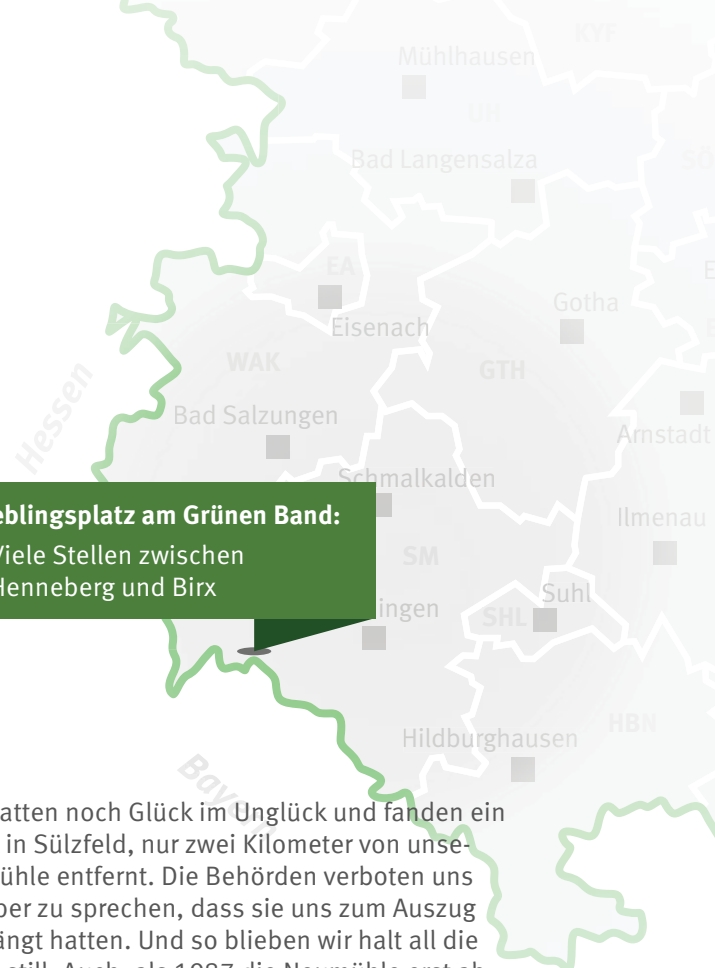 KYF
Mühlhausen
UH
Bad Langensalza
EA
Eisenach
Gotha
WAK
GTH
Hessen
Bad Salzungen
Arnstadt
Schmalkalden
eblingsplatz am Grünen Band:
Viele Stellen zwischen
Henneberg und Birx
Ilmenau
SM
ingen
SHL
Suhl
HBN
Hildburghausen
Bayern
atten noch Glück im Unglück und fanden ein
in Sülzfeld, nur zwei Kilometer von unse-
ühle entfernt. Die Behörden verboten uns
ber zu sprechen, dass sie uns zum Auszug
ängt hatten. Und so blieben wir halt all die